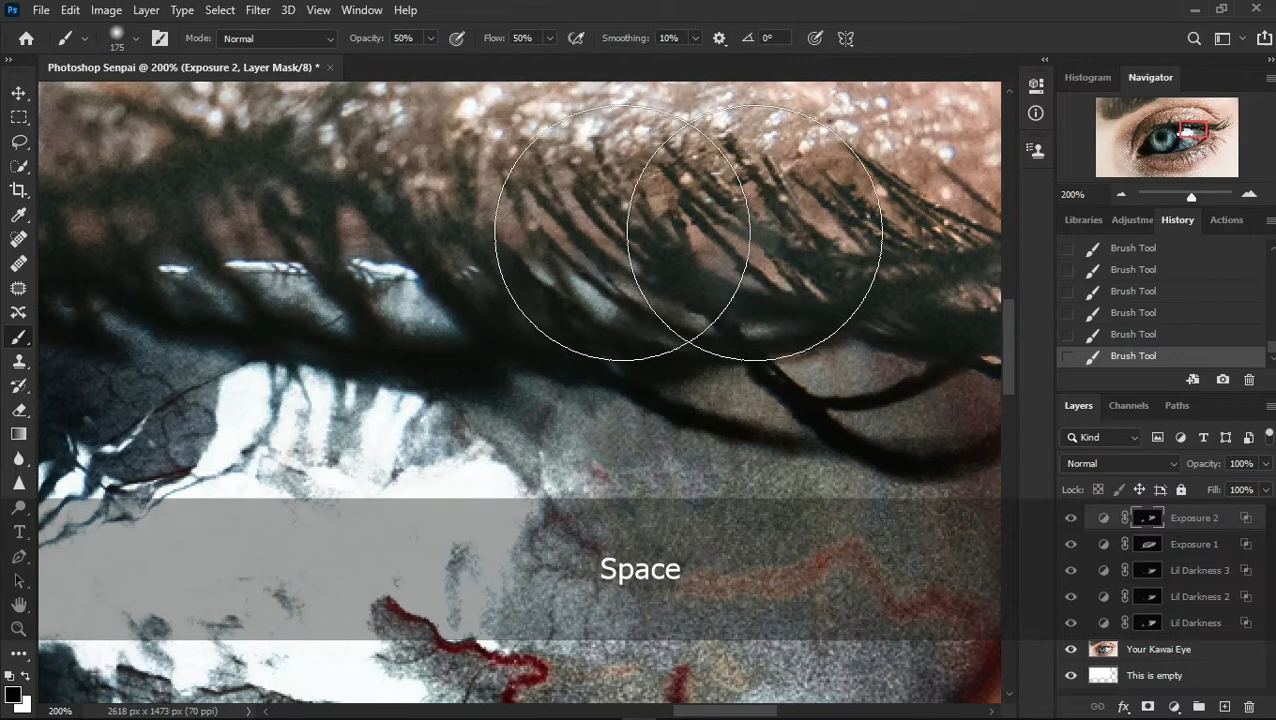 Ps File Edit Image Layer Type Select Filter 3D View Window Help
175 Mode: Normal Opacity: 50% Flow: 50% Smoothing: 10% 0°
Photoshop Senpai @ 200% (Exposure 2, Layer Mask/8) * ×
Histogram Navigator
200%
Libraries Adjustme History Actions
Brush Tool
Brush Tool
Brush Tool
Brush Tool
Brush Tool
Brush Tool
Layers Channels Paths
Kind
Normal Opacity: 100%
Lock: Fill: 100%
Exposure 2
Exposure 1
Lil Darkness 3
Lil Darkness 2
Lil Darkness
Your Kawai Eye
This is empty
Space
200% 2618 px x 1473 px (70 ppi)